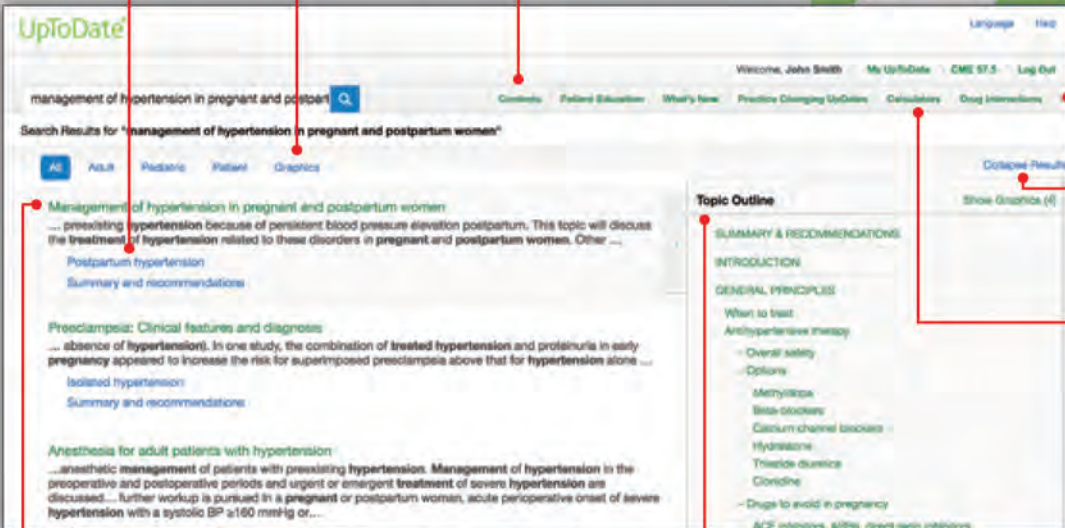 UpToDate®
Language Help
Welcome, John Smith My UpToDate CME 57.5 Log Out
management of hypertension in pregnant and postpart
Contents Patient Education What's New Practice Changing UpDates Calculators Drug Interactions
Search Results for "management of hypertension in pregnant and postpartum women"
All Adult Pediatric Patient Graphics
Collapse Results
Management of hypertension in pregnant and postpartum women
... preexisting hypertension because of persistent blood pressure elevation postpartum. This topic will discuss
the treatment of hypertension related to these disorders in pregnant and postpartum women. Other ...
Postpartum hypertension
Summary and recommendations
Preeclampsia: Clinical features and diagnosis
... absence of hypertension). In one study, the combination of treated hypertension and proteinuria in early
pregnancy appeared to increase the risk for superimposed preeclampsia above that for hypertension alone ...
Isolated hypertension
Summary and recommendations
Anesthesia for adult patients with hypertension
...anesthetic management of patients with preexisting hypertension. Management of hypertension in the
preoperative and postoperative periods and urgent or emergent treatment of severe hypertension are
discussed... further workup is pursued in a pregnant or postpartum women, acute perioperative onset of severe
hypertension with a systolic BP ≥160 mmHg or,...
Topic Outline Show Graphics (4)
SUMMARY & RECOMMENDATIONS
INTRODUCTION
GENERAL PRINCIPLES
When to treat
Antihypertensive therapy
- Overall safety
- Options
Methyldopa
Beta-blockers
Calcium channel blockers
Hydralazine
Thiazide diuretics
Clonidine
- Drugs to avoid in pregnancy
ACE inhibitors, ARBs, direct renin inhibitors